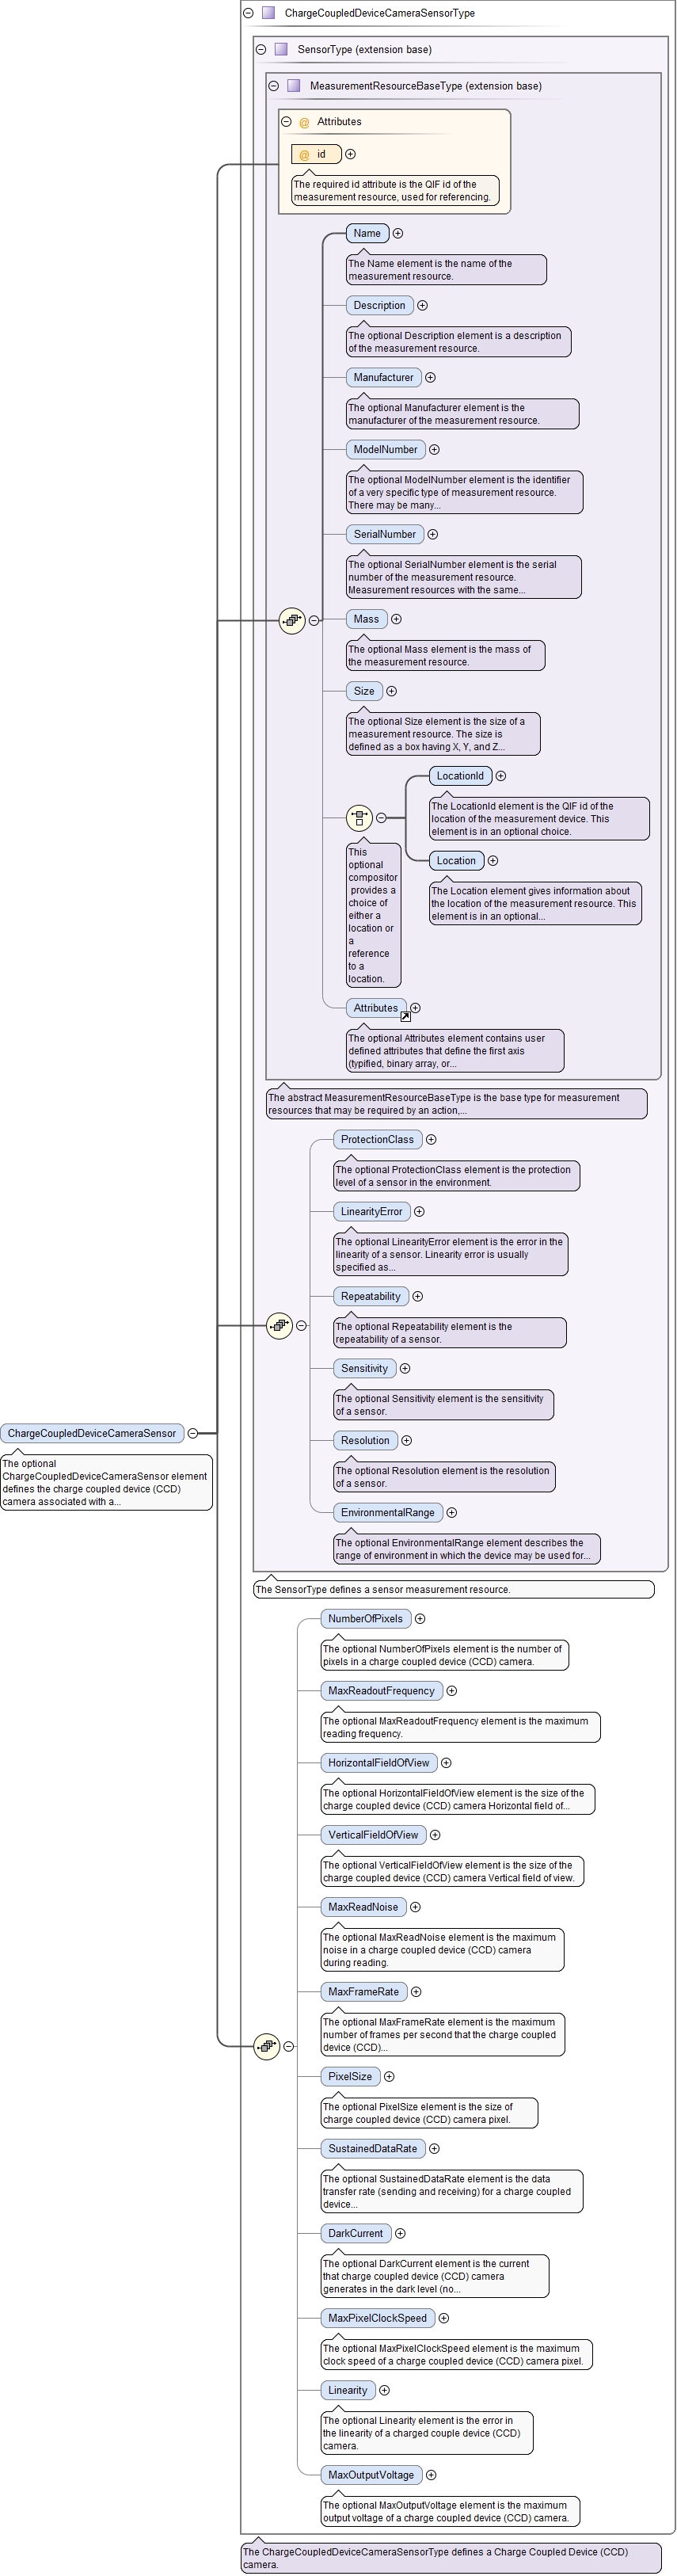 ChargeCoupledDeviceCameraSensorType
SensorType (extension base)
MeasurementResourceBaseType (extension base)
@ Attributes
@ id
The required id attribute is the QIF id of the
measurement resource, used for referencing.
Name
The Name element is the name of the
measurement resource.
Description
The optional Description element is a description
of the measurement resource.
Manufacturer
The optional Manufacturer element is the
manufacturer of the measurement resource.
ModelNumber
The optional ModelNumber element is the identifier
of a very specific type of measurement resource.
There may be many...
SerialNumber
The optional SerialNumber element is the serial
number of the measurement resource.
Measurement resources with the same...
Mass
The optional Mass element is the mass of
the measurement resource.
Size
The optional Size element is the size of a
measurement resource. The size is
defined as a box having X, Y, and Z...
LocationId
The LocationId element is the QIF id of the
location of the measurement device. This
element is in an optional choice.
Location
The Location element gives information about
the location of the measurement resource. This
element is in an optional...
This
optional
compositor
provides a
choice of
either a
location or
a
reference
to a
location.
Attributes
The optional Attributes element contains user
defined attributes that define the first axis
(typified, binary array, or...
The abstract MeasurementResourceBaseType is the base type for measurement
resources that may be required by an action,...
ProtectionClass
The optional ProtectionClass element is the protection
level of a sensor in the environment.
LinearityError
The optional LinearityError element is the error in the
linearity of a sensor. Linearity error is usually
specified as...
Repeatability
The optional Repeatability element is the
repeatability of a sensor.
Sensitivity
The optional Sensitivity element is the sensitivity
of a sensor.
Resolution
The optional Resolution element is the resolution
of a sensor.
EnvironmentalRange
The optional EnvironmentalRange element describes the
range of environment in which the device may be used for...
ChargeCoupledDeviceCameraSensor
The optional
ChargeCoupledDeviceCameraSensor element
defines the charge coupled device (CCD)
camera associated with a...
The SensorType defines a sensor measurement resource.
NumberOfPixels
The optional NumberOfPixels element is the number of
pixels in a charge coupled device (CCD) camera.
MaxReadoutFrequency
The optional MaxReadoutFrequency element is the maximum
reading frequency.
HorizontalFieldOfView
The optional HorizontalFieldOfView element is the size of the
charge coupled device (CCD) camera Horizontal field of...
VerticalFieldOfView
The optional VerticalFieldOfView element is the size of the
charge coupled device (CCD) camera Vertical field of view.
MaxReadNoise
The optional MaxReadNoise element is the maximum
noise in a charge coupled device (CCD) camera
during reading.
MaxFrameRate
The optional MaxFrameRate element is the maximum
number of frames per second that the charge coupled
device (CCD)...
PixelSize
The optional PixelSize element is the size of
charge coupled device (CCD) camera pixel.
SustainedDataRate
The optional SustainedDataRate element is the data
transfer rate (sending and receiving) for a charge coupled
device...
DarkCurrent
The optional DarkCurrent element is the current
that charge coupled device (CCD) camera
generates in the dark level (no...
MaxPixelClockSpeed
The optional MaxPixelClockSpeed element is the maximum
clock speed of a charge coupled device (CCD) camera pixel.
Linearity
The optional Linearity element is the error in
the linearity of a charged couple device (CCD)
camera.
MaxOutputVoltage
The optional MaxOutputVoltage element is the maximum
output voltage of a charge coupled device (CCD) camera.
The ChargeCoupledDeviceCameraSensorType defines a Charge Coupled Device (CCD)
camera.